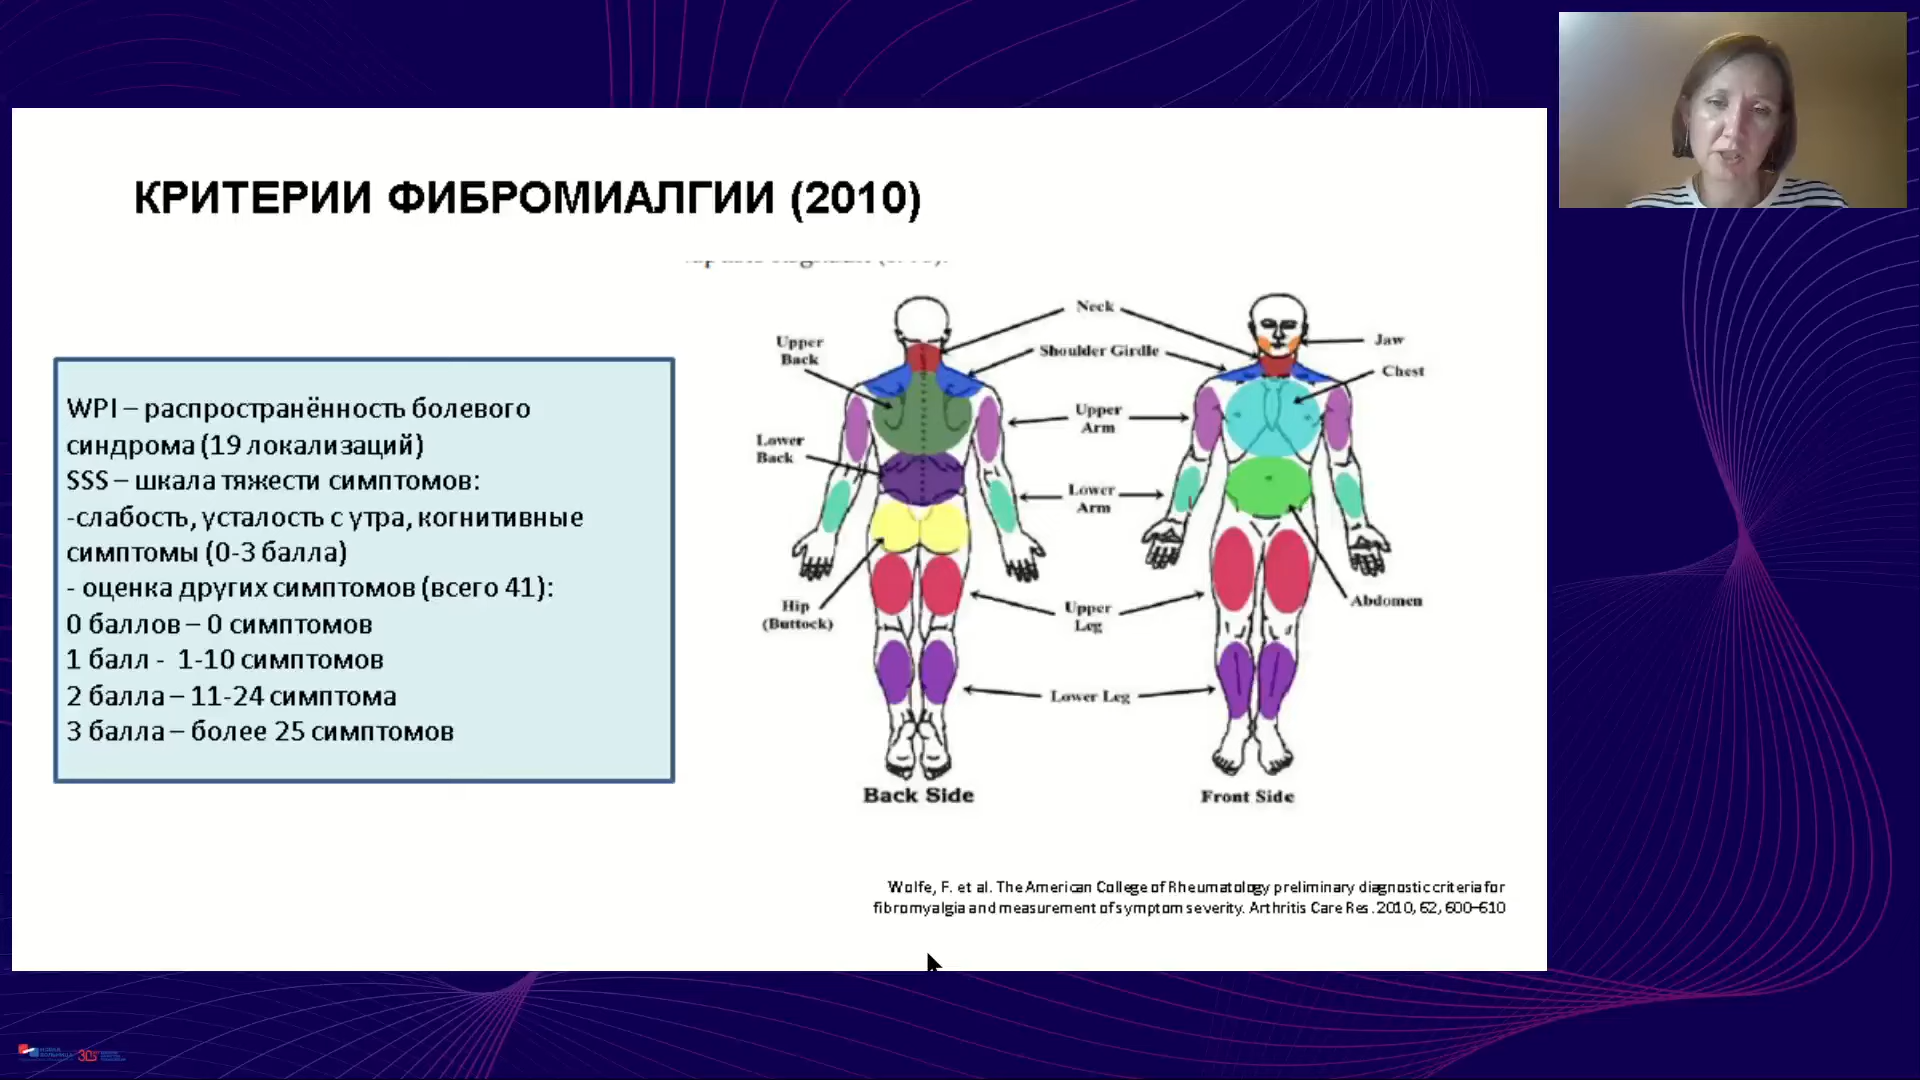 КРИТЕРИИ ФИБРОМИАЛГИИ (2010)
WPI – распространённость болевого
синдрома (19 локализаций)
SSS – шкала тяжести симптомов:
-слабость, усталость с утра, когнитивные
симптомы (0-3 балла)
- оценка других симптомов (всего 41):
0 баллов – 0 симптомов
1 балл - 1-10 симптомов
2 балла – 11-24 симптома
3 балла – более 25 симптомов
Neck
Upper
Back
Shoulder Girdle
Jaw
Chest
Upper
Arm
Lower
Back
Lower
Arm
Hip
(Buttock)
Upper
Leg
Abdomen
Lower Leg
Back Side
Front Side
Wolfe, F. et al. The American College of Rheumatology preliminary diagnostic criteria for
fibromyalgia and measurement of symptom severity. Arthritis Care Res. 2010, 62, 600–610